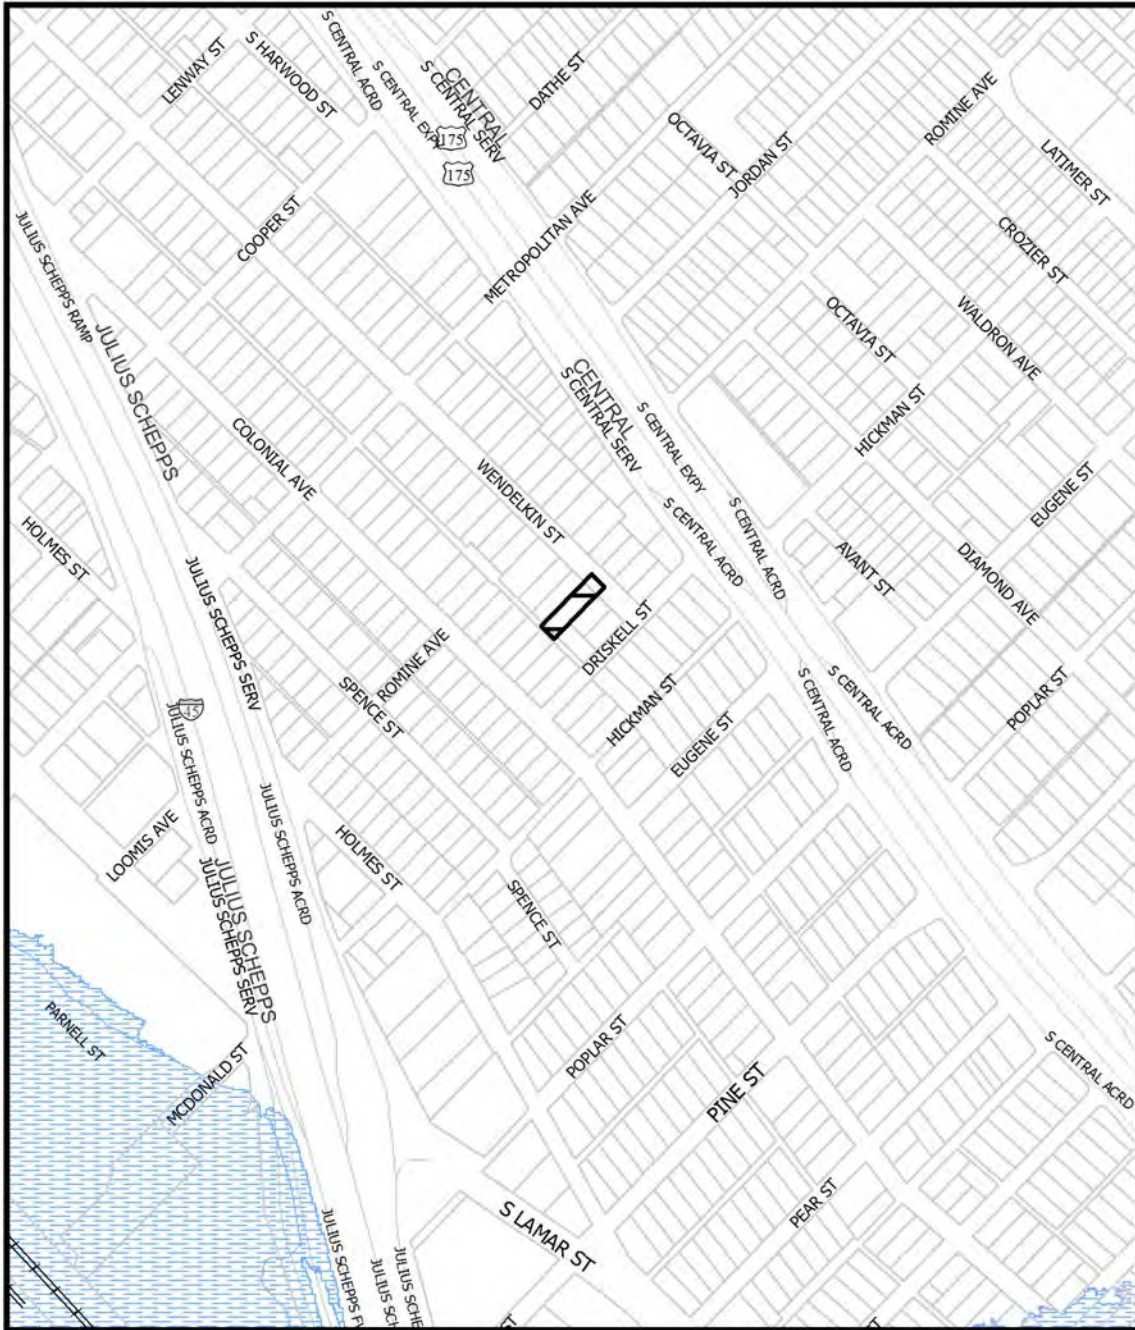 LENWAY ST
S HARWOOD ST
S CENTRAL ACRD
S CENTRAL EXPY
CENTRAL
S CENTRAL SERV
175
175
DATHE ST
OCTAVIA ST
JORDAN ST
ROMINE AVE
LATIMER ST
COOPER ST
METROPOLITAN AVE
CROZIER ST
JULIUS SCHEPPS RAMP
JULIUS SCHEPPS
OCTAVIA ST
WALDRON AVE
CENTRAL
S CENTRAL SERV
S CENTRAL EXPY
HICKMAN ST
COLONIAL AVE
WENDELKIN ST
S CENTRAL ACRD
S CENTRAL ACRD
EUGENE ST
HOLMES ST
AVANT ST
DIAMOND AVE
JULIUS SCHEPPS SERV
DRISKELL ST
ROMINE AVE
SPENCE ST
HICKMAN ST
EUGENE ST
S CENTRAL ACRD
S CENTRAL ACRD
POPLAR ST
45
JULIUS SCHEPPS ACRD
JULIUS SCHEPPS ACRD
LOOMIS AVE
HOLMES ST
JULIUS SCHEPPS
JULIUS SCHEPPS SERV
SPENCE ST
PARNELL ST
MCDONALD ST
POPLAR ST
PINE ST
S CENTRAL ACRD
PEAR ST
S LAMAR ST
JULIUS SCHEPPS F
JULIUS SCH
JULIUS SCHE
ST